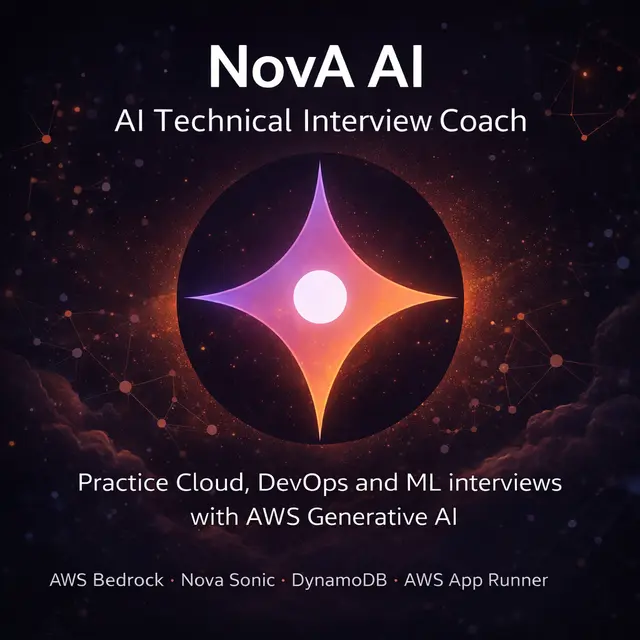 NovA AI
AI Technical Interview Coach
Practice Cloud, DevOps and ML interviews
with AWS Generative AI
AWS Bedrock · Nova Sonic · DynamoDB · AWS App Runner